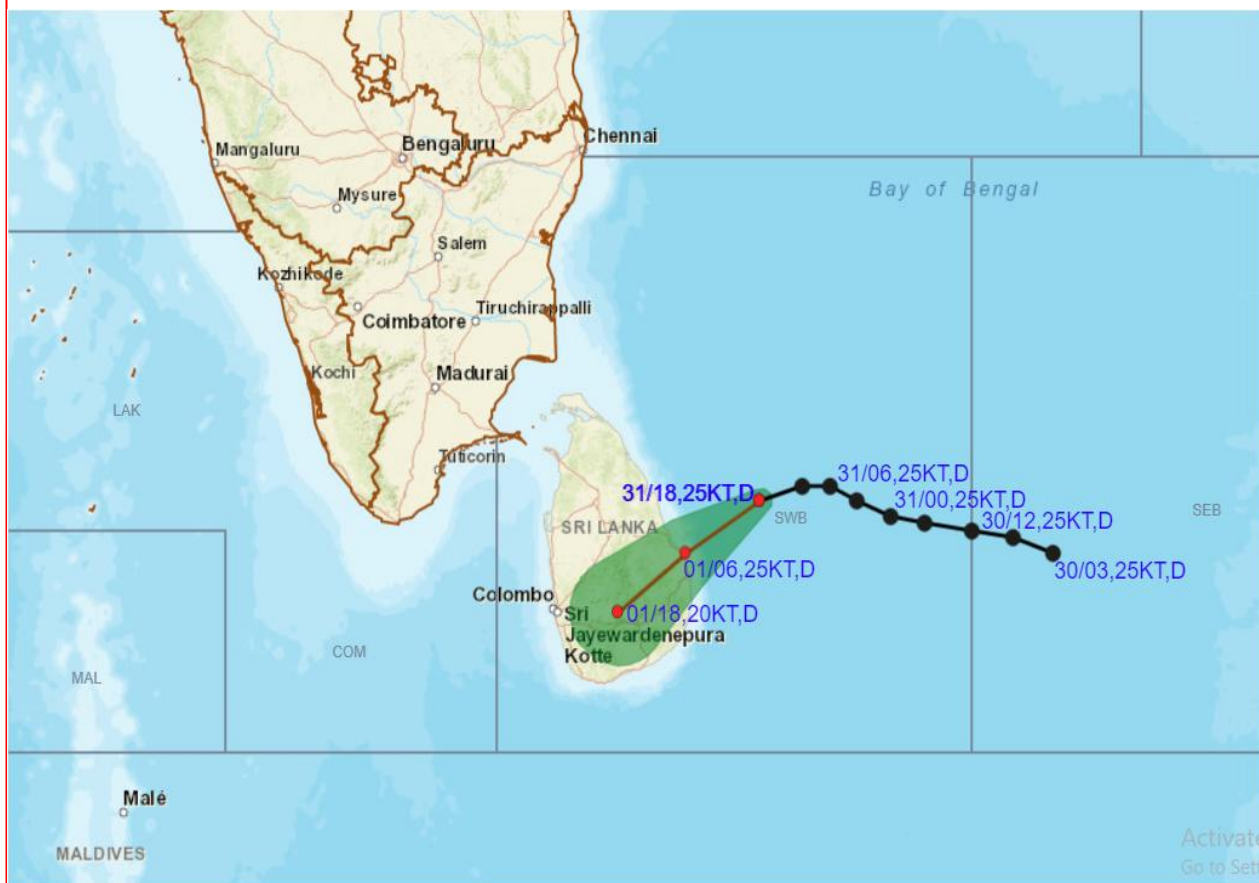 Chennai
Bengaluru
Mangaluru
Bay of Bengal
Mysure
Salem
Kozhikode
Tiruchirappalli
Coimbatore
Kochi
Madurai
LAK
Tuticorin
31/06,25KT,D
31/18,25KT,D
31/00,25KT,D
SWB
SEB
SRI LANKA
30/12,25KT,D
01/06,25KT,D
30/03,25KT,D
Colombo
Sri
Jayewardenepura
Kotte
01/18,20KT,D
COM
MAL
Malé
MALDIVES
Activate
Go to Sett